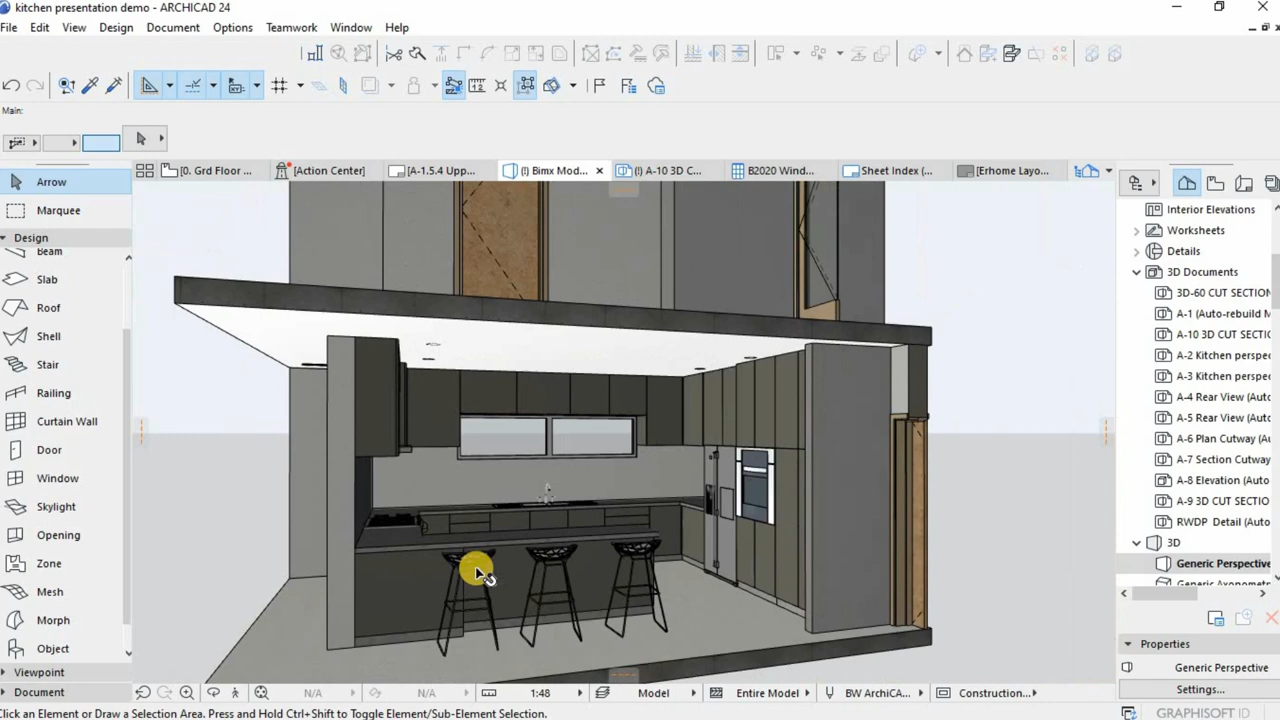 kitchen presentation demo - ARCHICAD 24
File Edit View Design Document Options Teamwork Window Help
Main:
[0. Grd Floor ... [Action Center] [A-1.5.4 Upp... (!) Bimx Mod... (!) A-10 3D C... B2020 Wind... Sheet Index (... [Erhome Layo...
Arrow
Marquee
Design
Beam
Slab
Roof
Shell
Stair
Railing
Curtain Wall
Door
Window
Skylight
Opening
Zone
Mesh
Morph
Object
Viewpoint
Document
Interior Elevations
Worksheets
Details
3D Documents
3D-60 CUT SECTION
A-1 (Auto-rebuild M
A-10 3D CUT SECTIO
A-2 Kitchen perspe
A-3 Kitchen perspec
A-4 Rear View (Auto
A-5 Rear View (Auto
A-6 Plan Cutway (Au
A-7 Section Cutway
A-8 Elevation (Auto
A-9 3D CUT SECTIO
RWDP Detail (Auto
3D
Generic Perspective
Generic Axonometr
Properties
Generic Perspective
Settings...
N/A N/A 1:48 Model Entire Model BW ArchiCA... Construction...
Click an Element or Draw a Selection Area. Press and Hold Ctrl+Shift to Toggle Element/Sub-Element Selection.
GRAPHISOFT ID